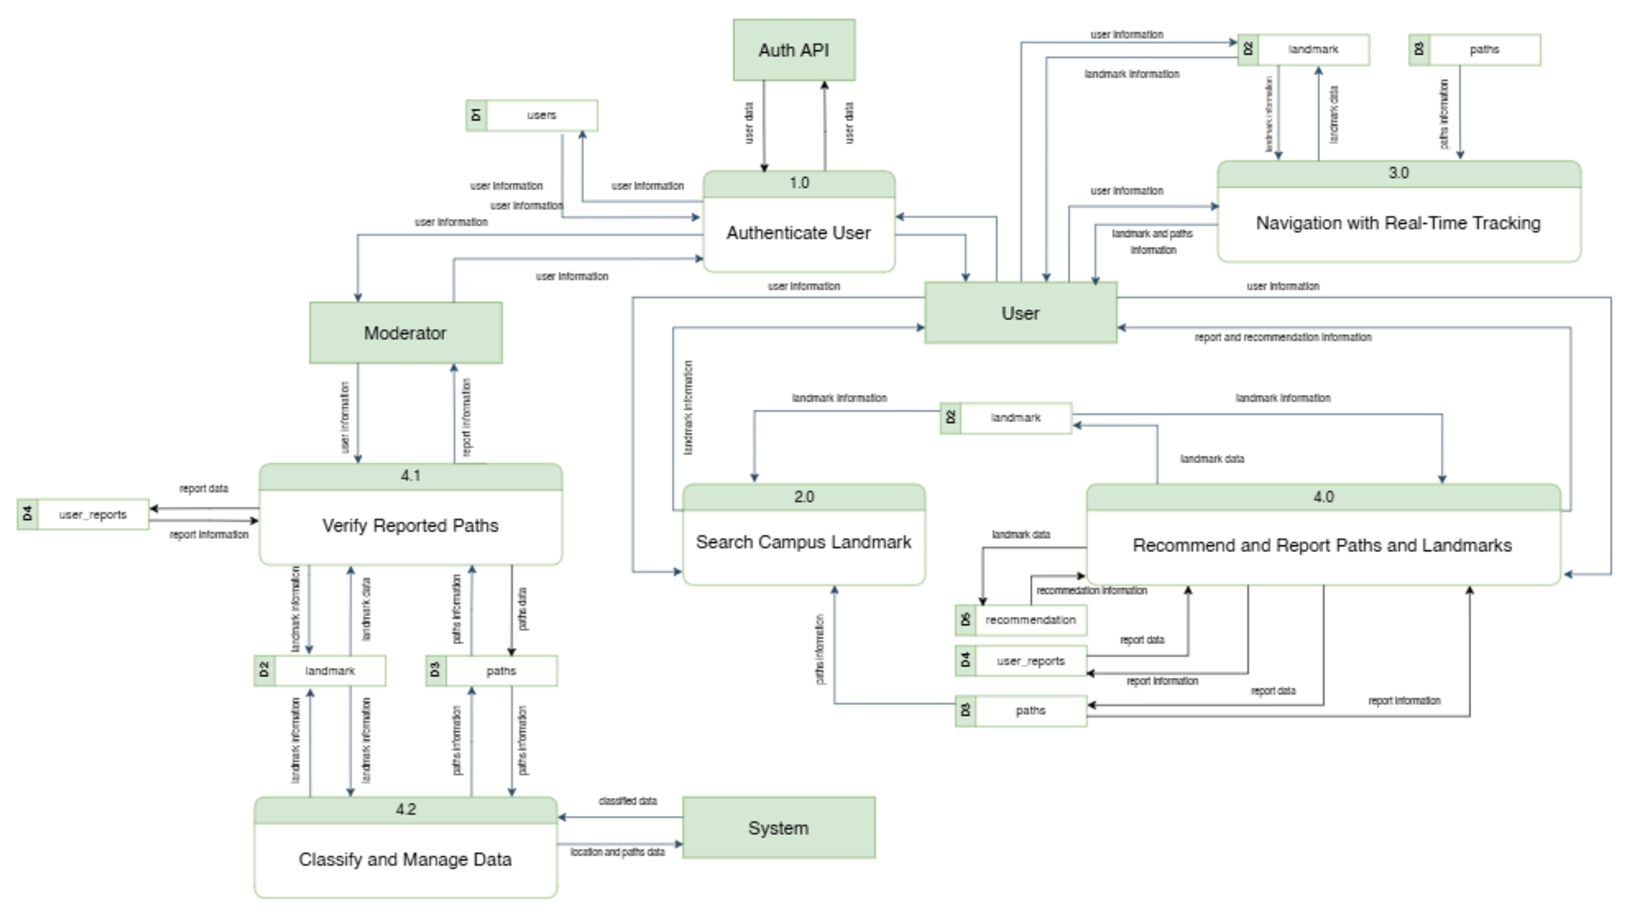 Auth API
user data
user data
D1
users
user information
user information
user information
user information
user information
1.0
Authenticate User
user information
landmark information
D2
landmark
D3
paths
landmark information
landmark data
paths information
3.0
Navigation with Real-Time Tracking
user information
landmark and paths
information
Moderator
User
user information
user information
report and recommendation information
user information
report information
landmark information
landmark information
D2
landmark
landmark information
landmark data
4.1
Verify Reported Paths
report data
D4
user_reports
report information
2.0
Search Campus Landmark
4.0
Recommend and Report Paths and Landmarks
landmark data
recommedation information
D5
recommendation
D4
user_reports
report data
report information
D3
paths
report data
report information
paths information
landmark information
landmark data
paths information
paths data
D2
landmark
D3
paths
landmark information
landmark information
paths information
paths information
4.2
Classify and Manage Data
classified data
location and paths data
System